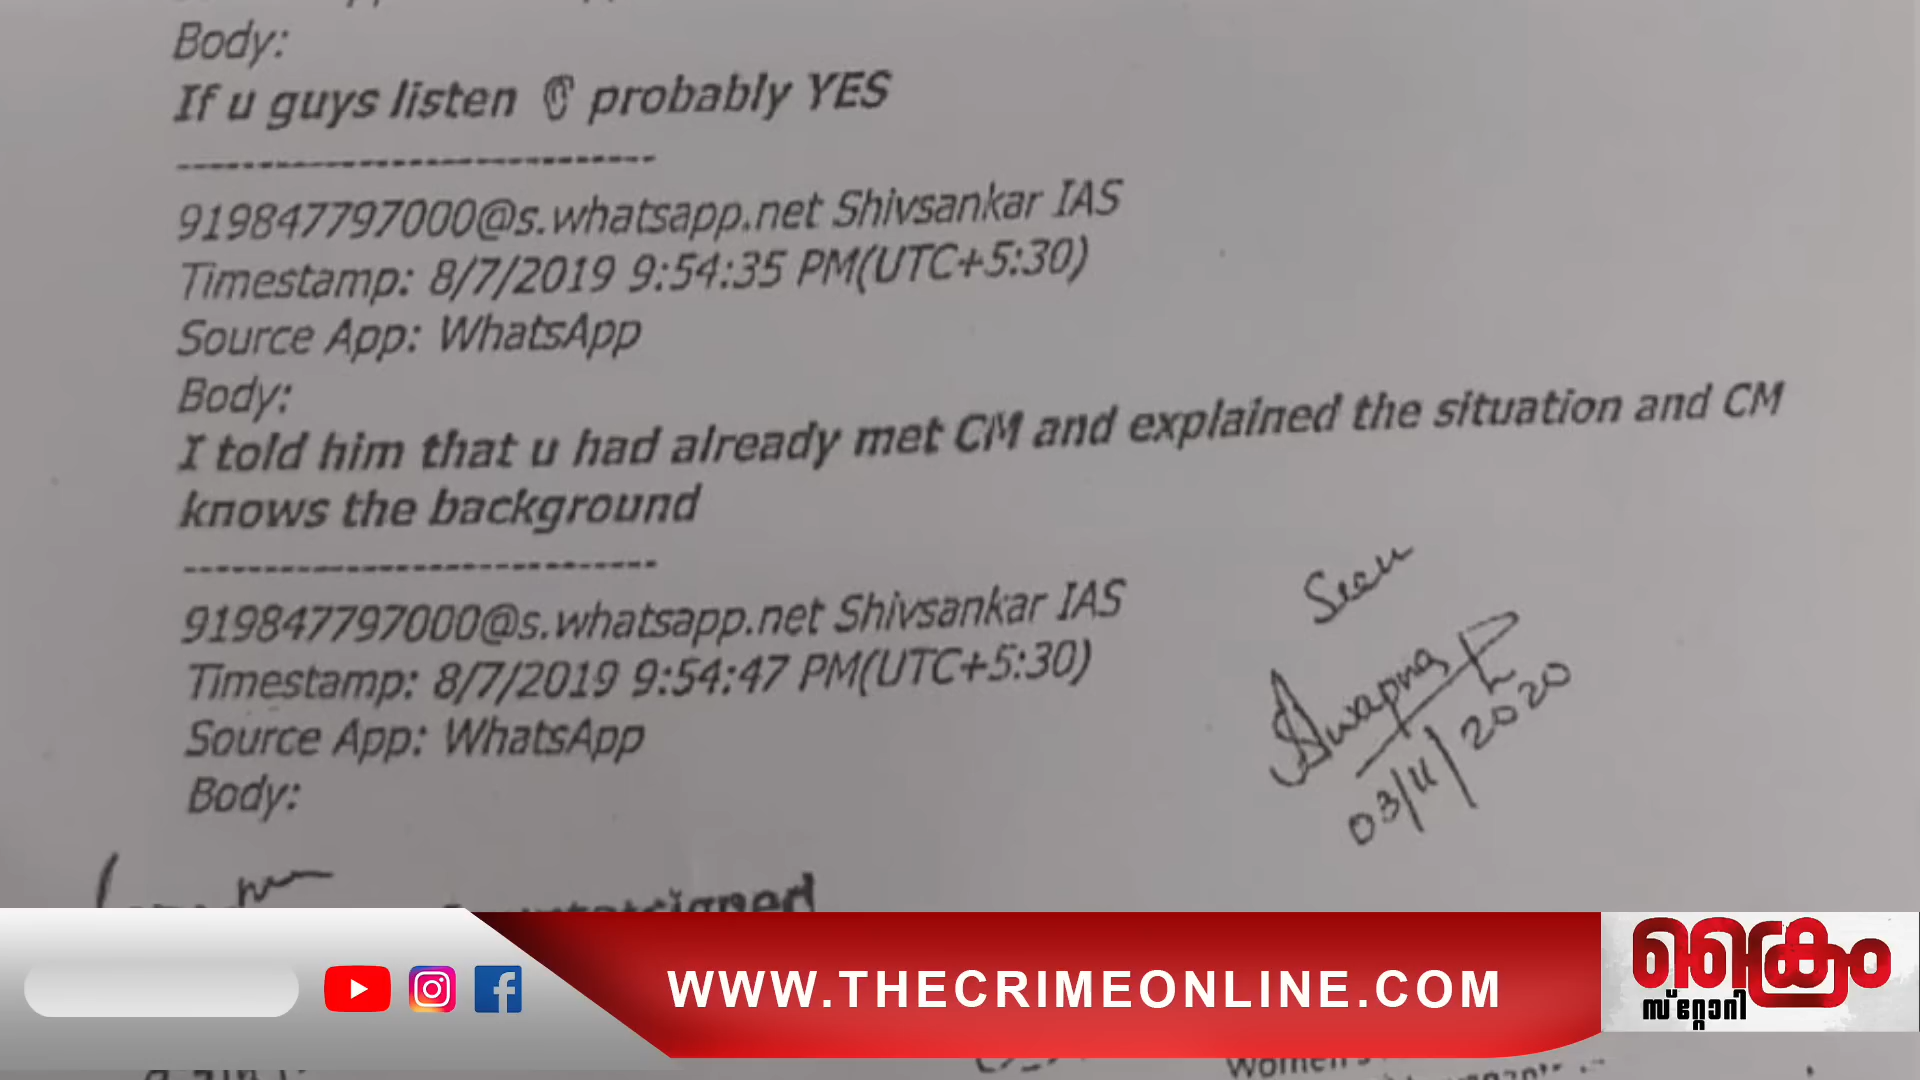 Body:
If u guys listen 👂 probably YES
-----------------------------
919847797000@s.whatsapp.net Shivsankar IAS
Timestamp: 8/7/2019 9:54:35 PM(UTC+5:30)
Source App: WhatsApp
Body:
I told him that u had already met CM and explained the situation and CM
knows the background
-----------------------------
919847797000@s.whatsapp.net Shivsankar IAS
Timestamp: 8/7/2019 9:54:47 PM(UTC+5:30)
Source App: WhatsApp
Body:
Seen
Swapna
03/11/2020
WWW.THECRIMEONLINE.COM
ക്രൈം
സ്റ്റോറി